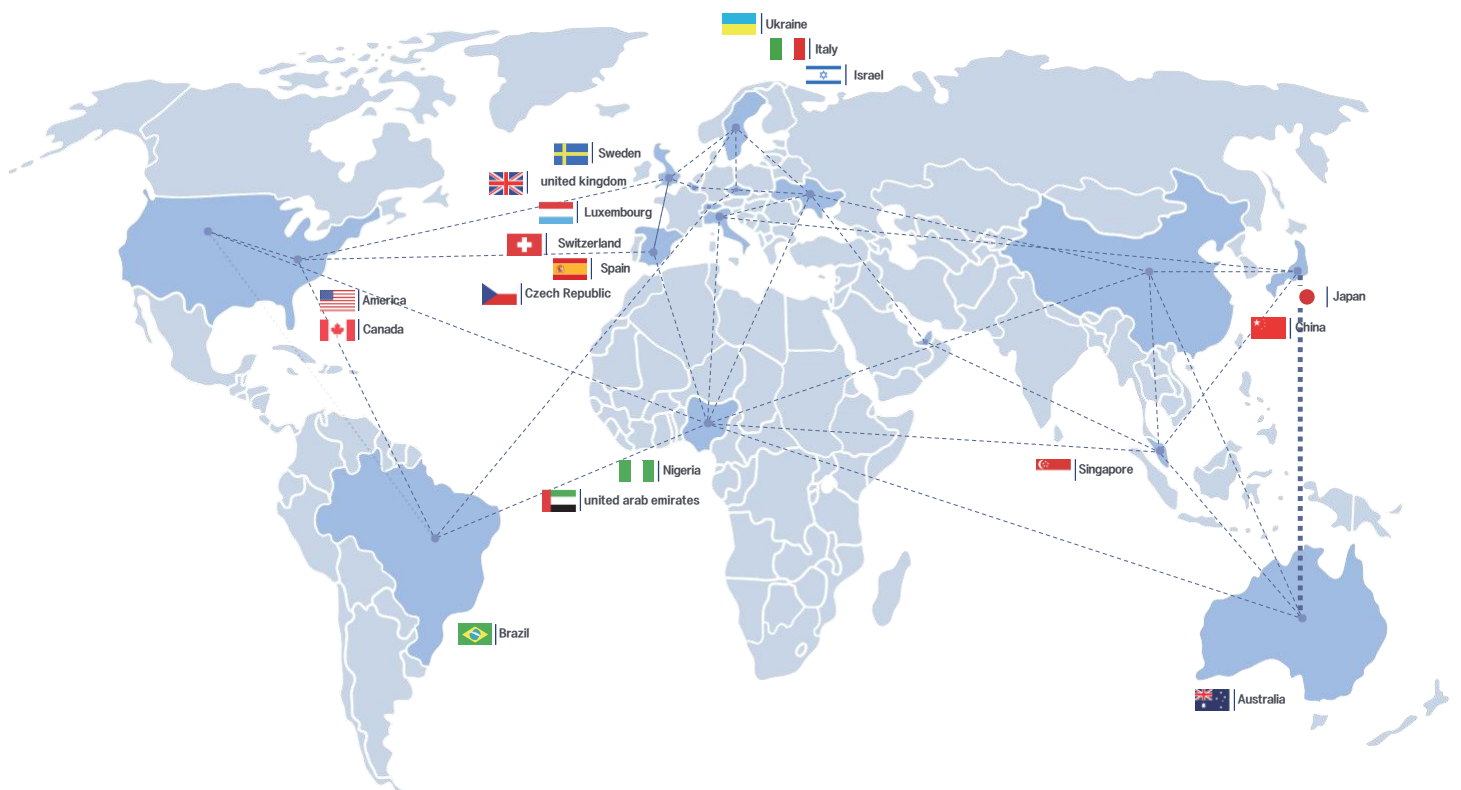 Ukraine
Italy
Israel
Sweden
united kingdom
Luxembourg
Switzerland
Spain
Czech Republic
America
Canada
Japan
China
Nigeria
united arab emirates
Singapore
Brazil
Australia